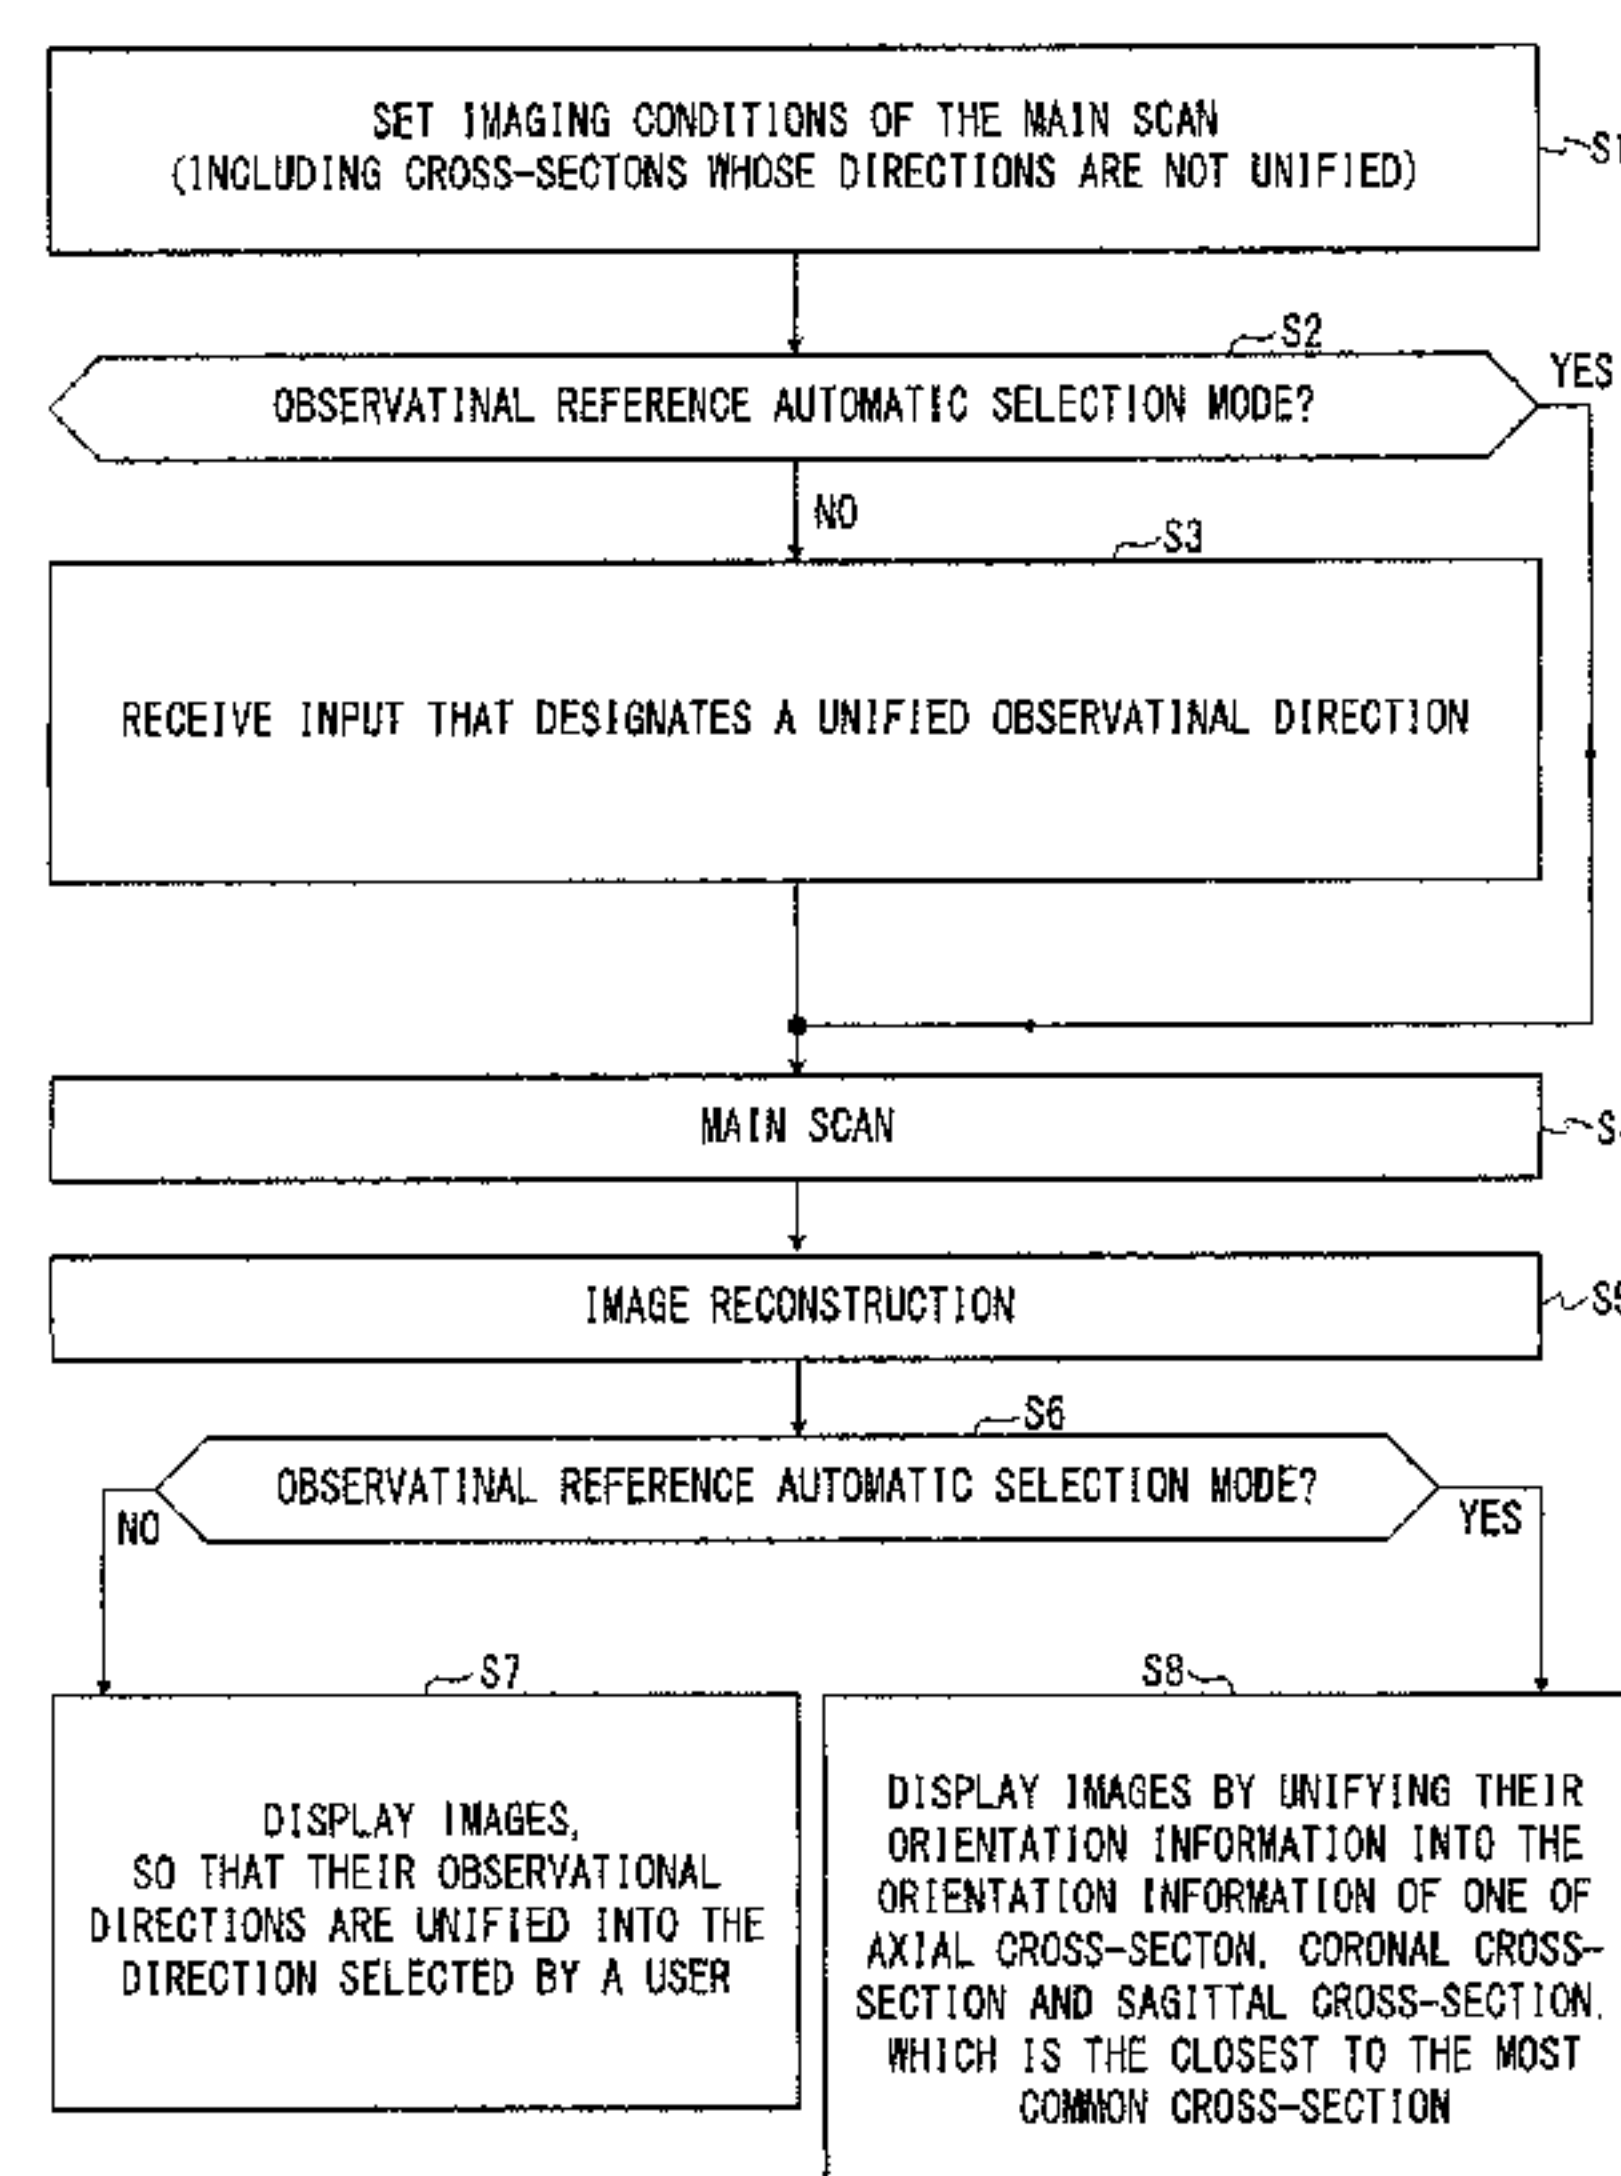 SET IMAGING CONDITIONS OF THE MAIN SCAN
(INCLUDING CROSS-SECTONS WHOSE DIRECTIONS ARE NOT UNIFIED)
S1
S2
YES
OBSERVATINAL REFERENCE AUTOMATIC SELECTION MODE?
NO
S3
RECEIVE INPUT THAT DESIGNATES A UNIFIED OBSERVATINAL DIRECTION
MAIN SCAN
IMAGE RECONSTRUCTION
S5
S6
OBSERVATINAL REFERENCE AUTOMATIC SELECTION MODE?
NO
YES
S7
DISPLAY IMAGES,
SO THAT THEIR OBSERVATIONAL
DIRECTIONS ARE UNIFIED INTO THE
DIRECTION SELECTED BY A USER
S8
DISPLAY IMAGES BY UNIFYING THEIR
ORIENTATION INFORMATION INTO THE
ORIENTATION INFORMATION OF ONE OF
AXIAL CROSS-SECTON, CORONAL CROSS-
SECTION AND SAGITTAL CROSS-SECTION,
WHICH IS THE CLOSEST TO THE MOST
COMMON CROSS-SECTION